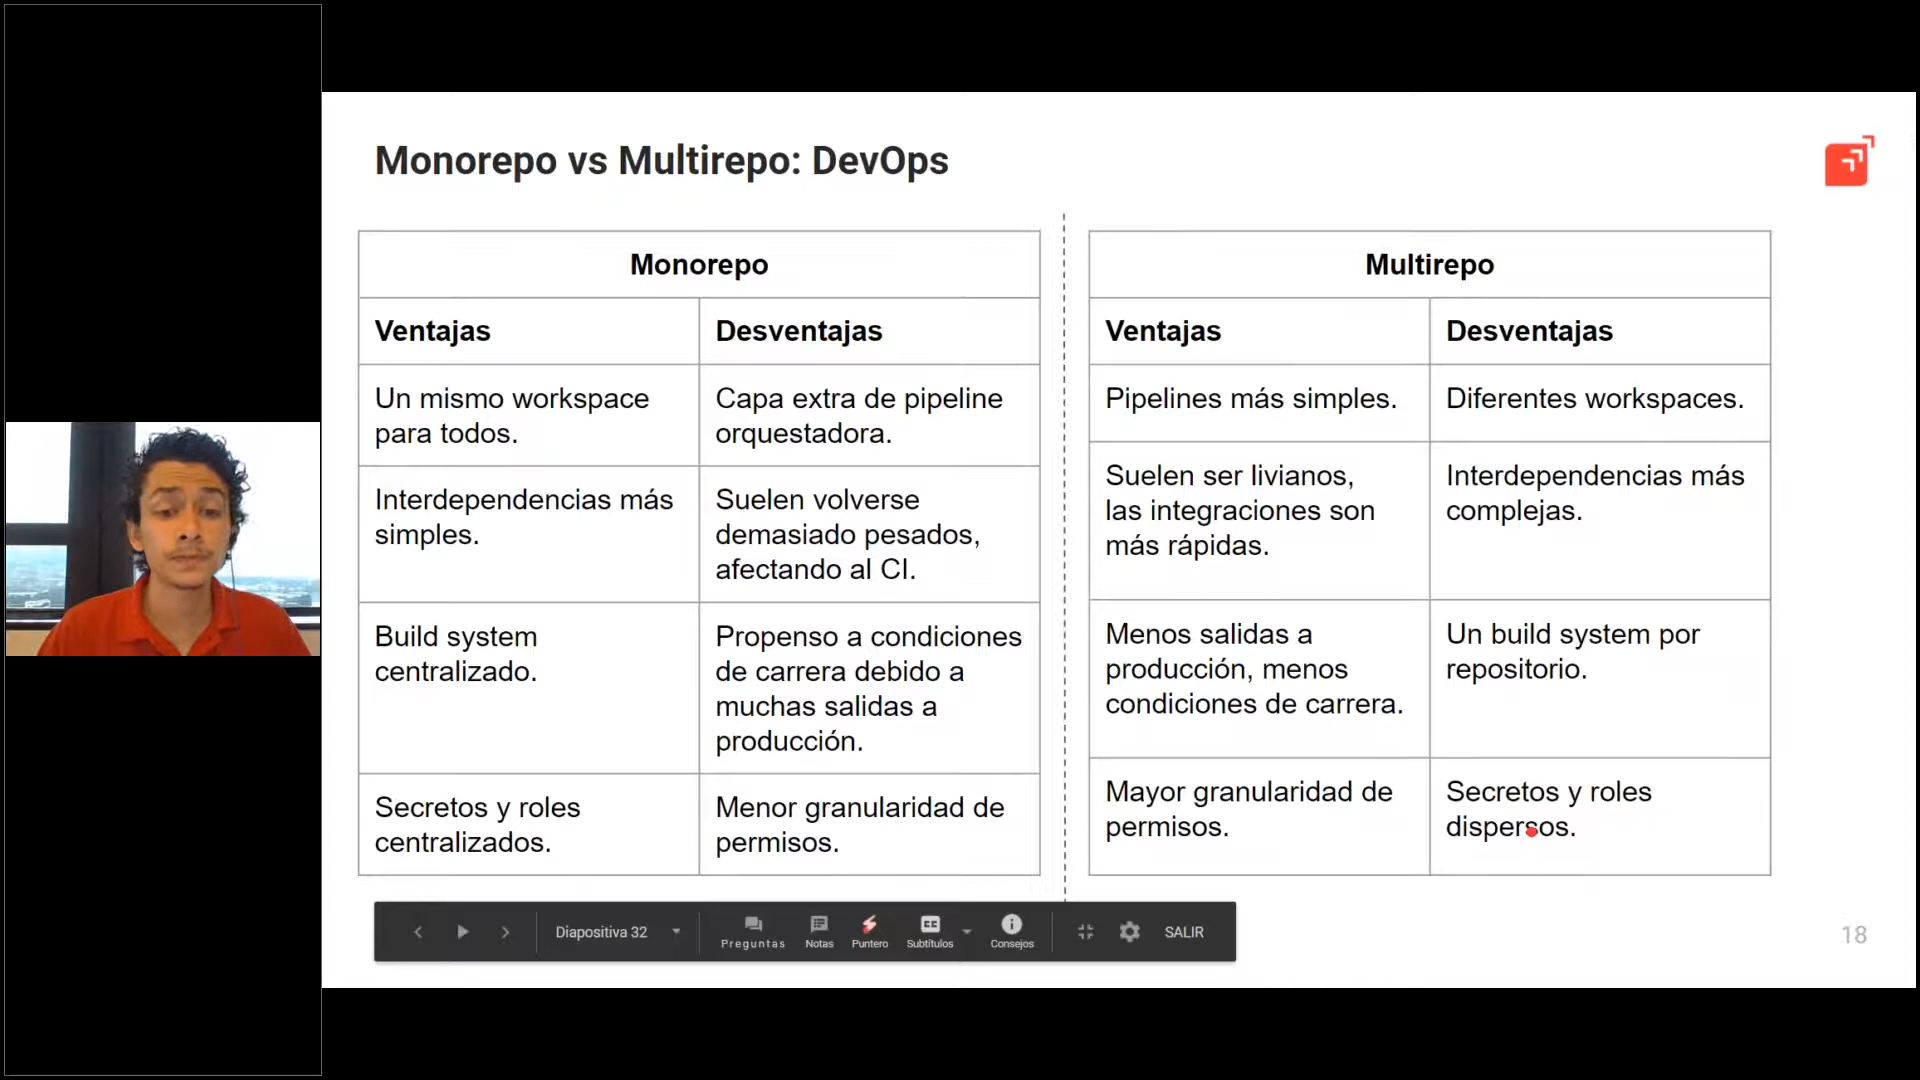 Monorepo vs Multirepo: DevOps
Monorepo
Ventajas
Desventajas
Un mismo workspace
para todos.
Capa extra de pipeline
orquestadora.
Interdependencias más
simples.
Suelen volverse
demasiado pesados,
afectando al CI.
Build system
centralizado.
Propenso a condiciones
de carrera debido a
muchas salidas a
producción.
Secretos y roles
centralizados.
Menor granularidad de
permisos.
Multirepo
Ventajas
Desventajas
Pipelines más simples.
Diferentes workspaces.
Suelen ser livianos,
las integraciones son
más rápidas.
Interdependencias más
complejas.
Menos salidas a
producción, menos
condiciones de carrera.
Un build system por
repositorio.
Mayor granularidad de
permisos.
Secretos y roles
dispersos.
Diapositiva 32
Preguntas
Notas
Puntero
CC
Subtítulos
Consejos
SALIR
18